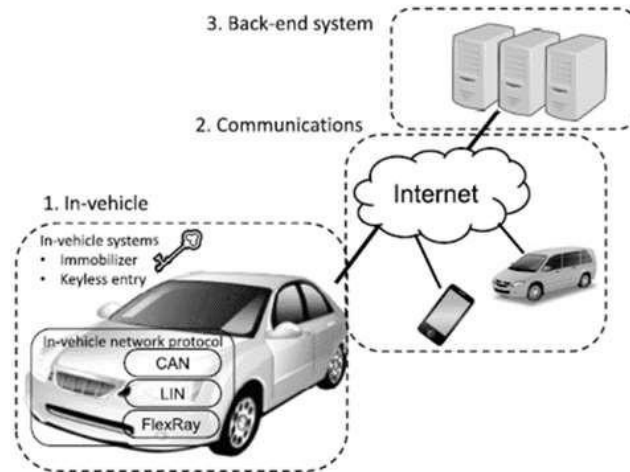 3. Back-end system
2. Communications
Internet
1. In-vehicle
In-vehicle systems
• Immobilizer
• Keyless entry
In-vehicle network protocol
CAN
LIN
FlexRay